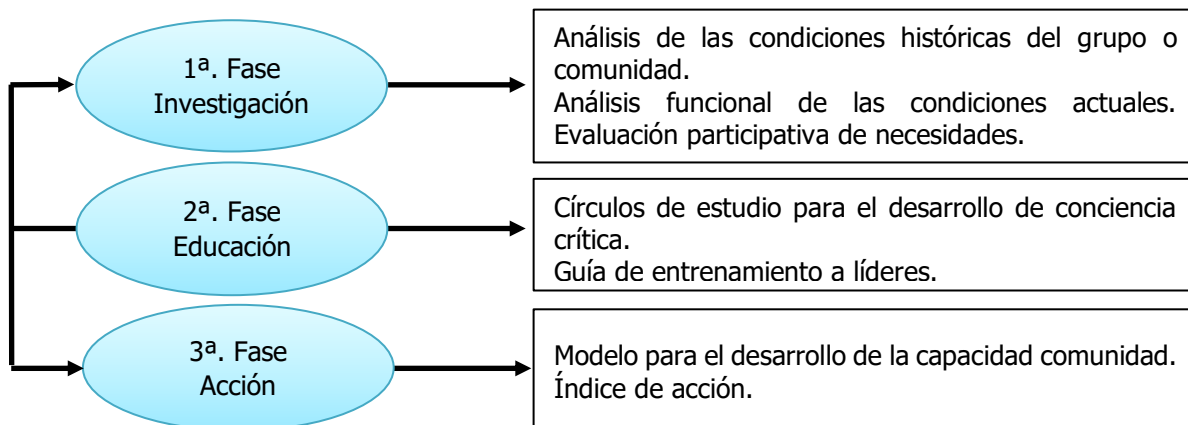 1ª. Fase
Investigación
Análisis de las condiciones históricas del grupo o
comunidad.
Análisis funcional de las condiciones actuales.
Evaluación participativa de necesidades.
2ª. Fase
Educación
Círculos de estudio para el desarrollo de conciencia
crítica.
Guía de entrenamiento a líderes.
3ª. Fase
Acción
Modelo para el desarrollo de la capacidad comunidad.
Índice de acción.